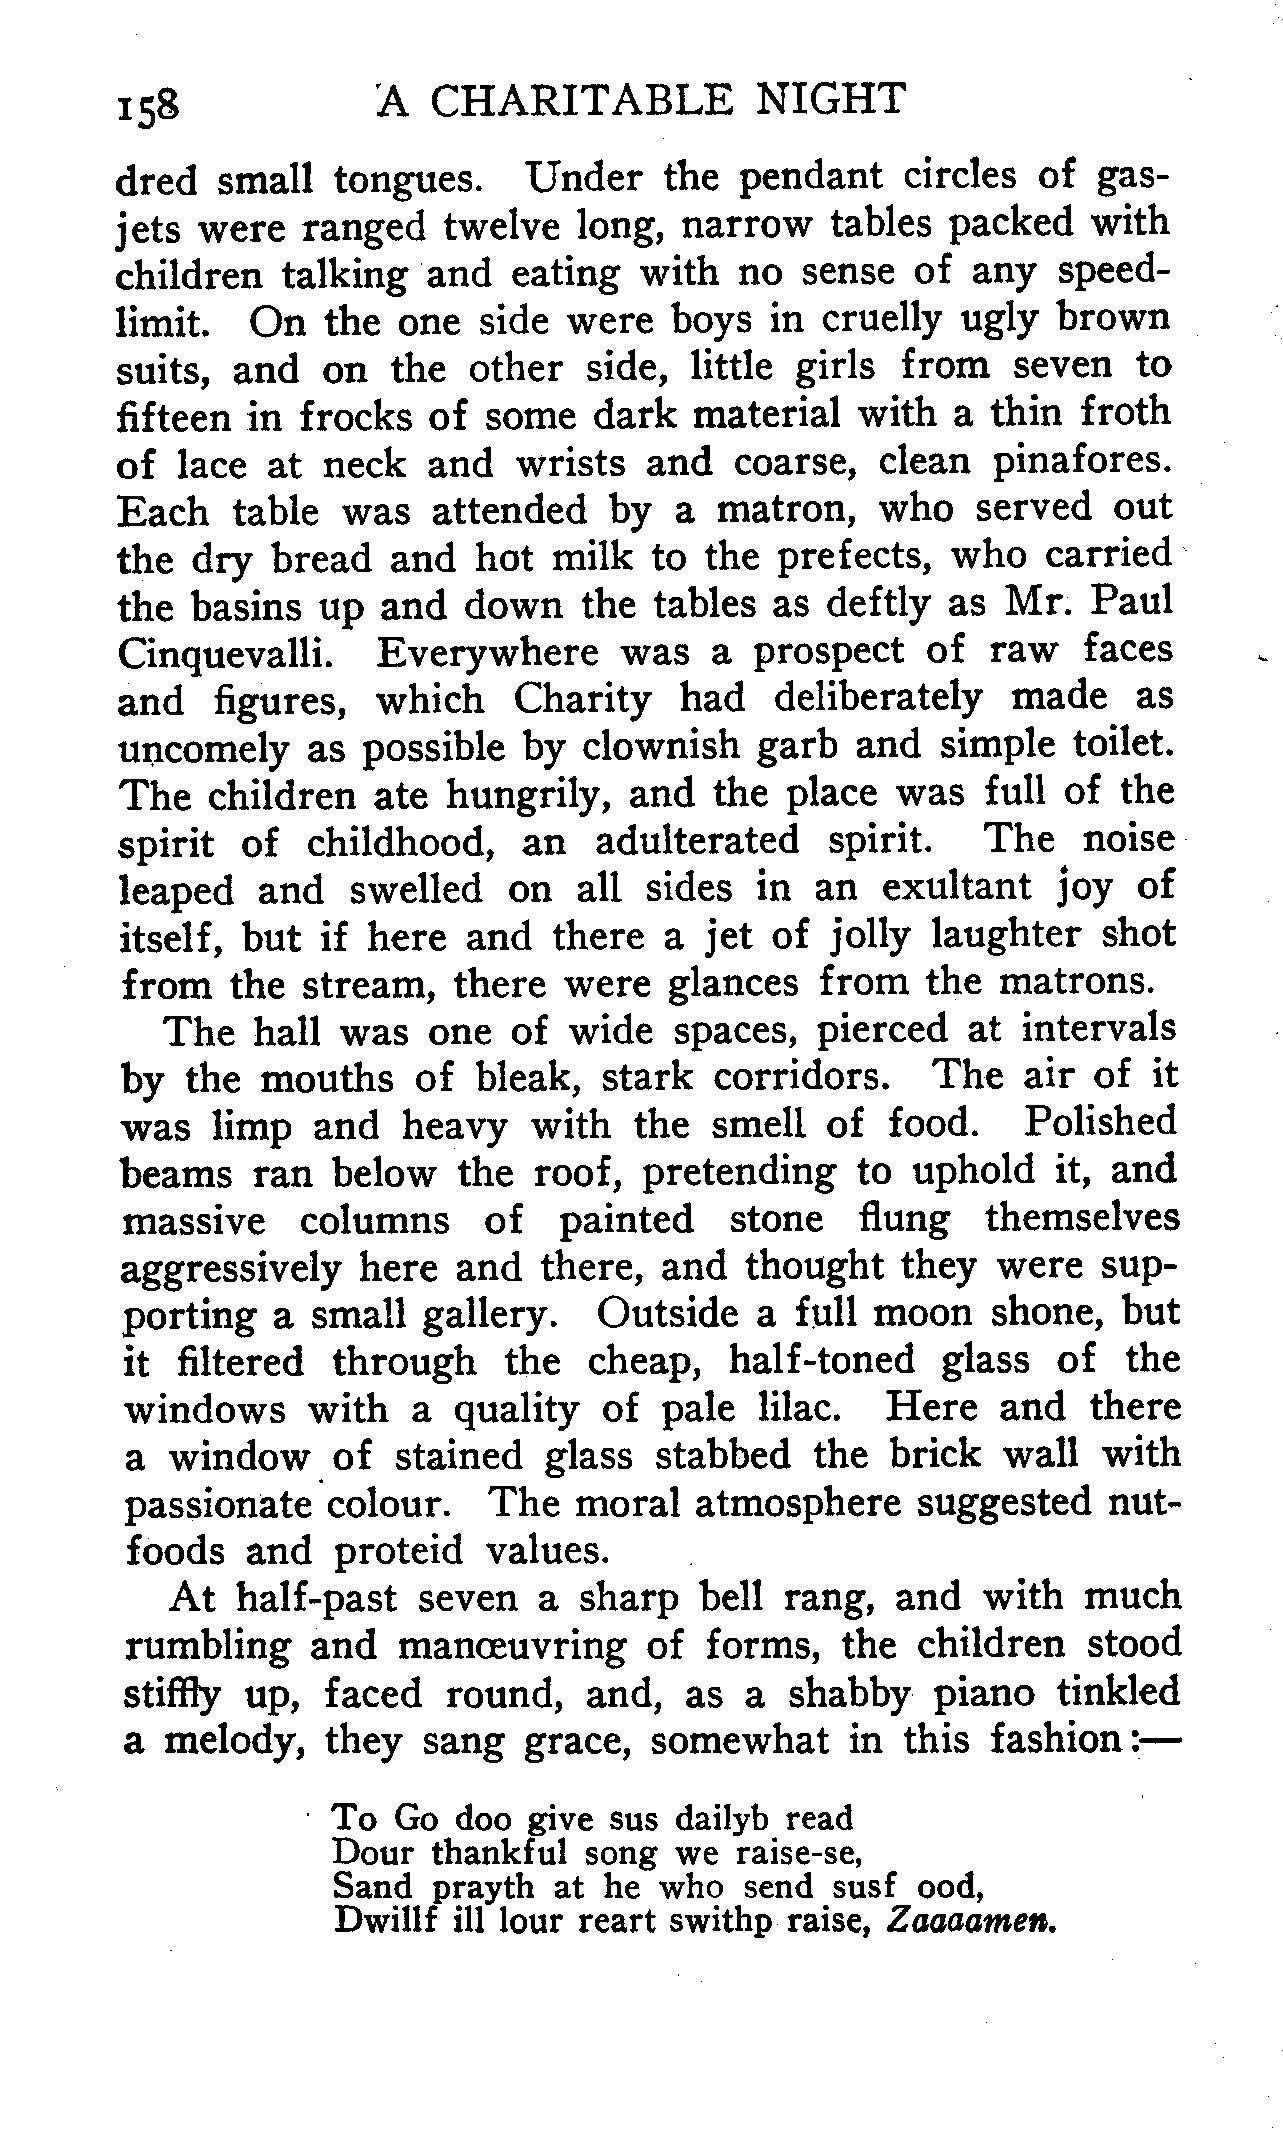 158 A CHARITABLE NIGHT
dred small tongues. Under the pendant circles of gas-
jets were ranged twelve long, narrow tables packed with
children talking and eating with no sense of any speed-
limit. On the one side were boys in cruelly ugly brown
suits, and on the other side, little girls from seven to
fifteen in frocks of some dark material with a thin froth
of lace at neck and wrists and coarse, clean pinafores.
Each table was attended by a matron, who served out
the dry bread and hot milk to the prefects, who carried
the basins up and down the tables as deftly as Mr. Paul
Cinquevalli. Everywhere was a prospect of raw faces
and figures, which Charity had deliberately made as
uncomely as possible by clownish garb and simple toilet.
The children ate hungrily, and the place was full of the
spirit of childhood, an adulterated spirit. The noise
leaped and swelled on all sides in an exultant joy of
itself, but if here and there a jet of jolly laughter shot
from the stream, there were glances from the matrons.
The hall was one of wide spaces, pierced at intervals
by the mouths of bleak, stark corridors. The air of it
was limp and heavy with the smell of food. Polished
beams ran below the roof, pretending to uphold it, and
massive columns of painted stone flung themselves
aggressively here and there, and thought they were sup-
porting a small gallery. Outside a full moon shone, but
it filtered through the cheap, half-toned glass of the
windows with a quality of pale lilac. Here and there
a window of stained glass stabbed the brick wall with
passionate colour. The moral atmosphere suggested nut-
foods and proteid values.
At half-past seven a sharp bell rang, and with much
rumbling and manœuvring of forms, the children stood
stiffly up, faced round, and, as a shabby piano tinkled
a melody, they sang grace, somewhat in this fashion:—
To Go doo give sus dailyb read
Dour thankful song we raise-se,
Sand prayth at he who send susf ood,
Dwillf ill lour reart swithp raise, Zaaaamen.